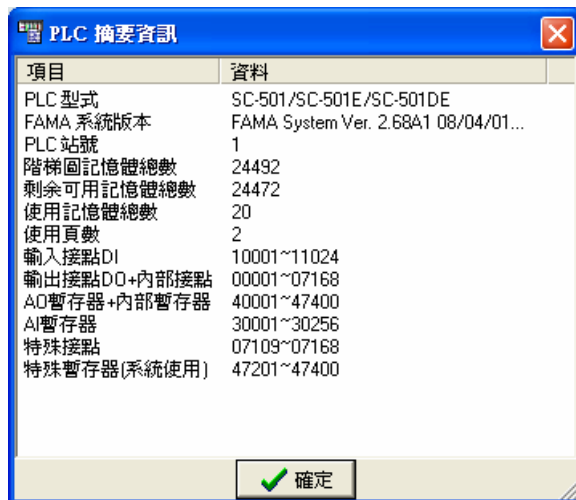 PLC 摘要資訊
項目 資料
PLC 型式 SC-501/SC-501E/SC-501DE
FAMA 系統版本 FAMA System Ver. 2.68A1 08/04/01...
PLC 站號 1
階梯圖記憶體總數 24492
剩余可用記憶體總數 24472
使用記憶體總數 20
使用頁數 2
輸入接點DI 10001~11024
輸出接點DO+內部接點 00001~07168
AO暫存器+內部暫存器 40001~47400
AI暫存器 30001~30256
特殊接點 07109~07168
特殊暫存器(系統使用) 47201~47400
確定